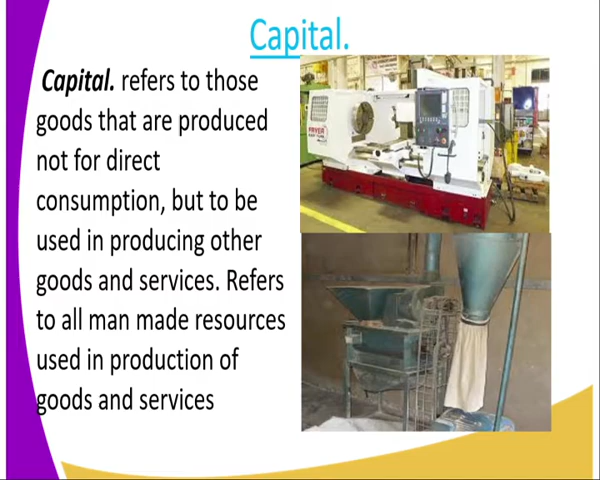 Capital.
Capital. refers to those
goods that are produced
not for direct
consumption, but to be
used in producing other
goods and services. Refers
to all man made resources
used in production of
goods and services
FRYER